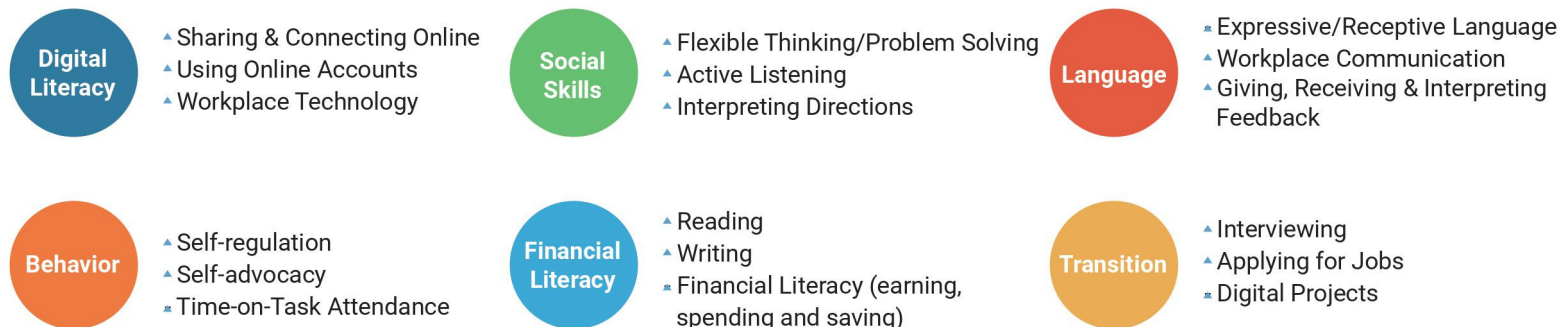 Digital
Literacy
Sharing & Connecting Online
Using Online Accounts
Workplace Technology
Social
Skills
Flexible Thinking/Problem Solving
Active Listening
Interpreting Directions
Language
Expressive/Receptive Language
Workplace Communication
Giving, Receiving & Interpreting
Feedback
Behavior
Self-regulation
Self-advocacy
Time-on-Task Attendance
Financial
Literacy
Reading
Writing
Financial Literacy (earning,
spending and saving)
Transition
Interviewing
Applying for Jobs
Digital Projects